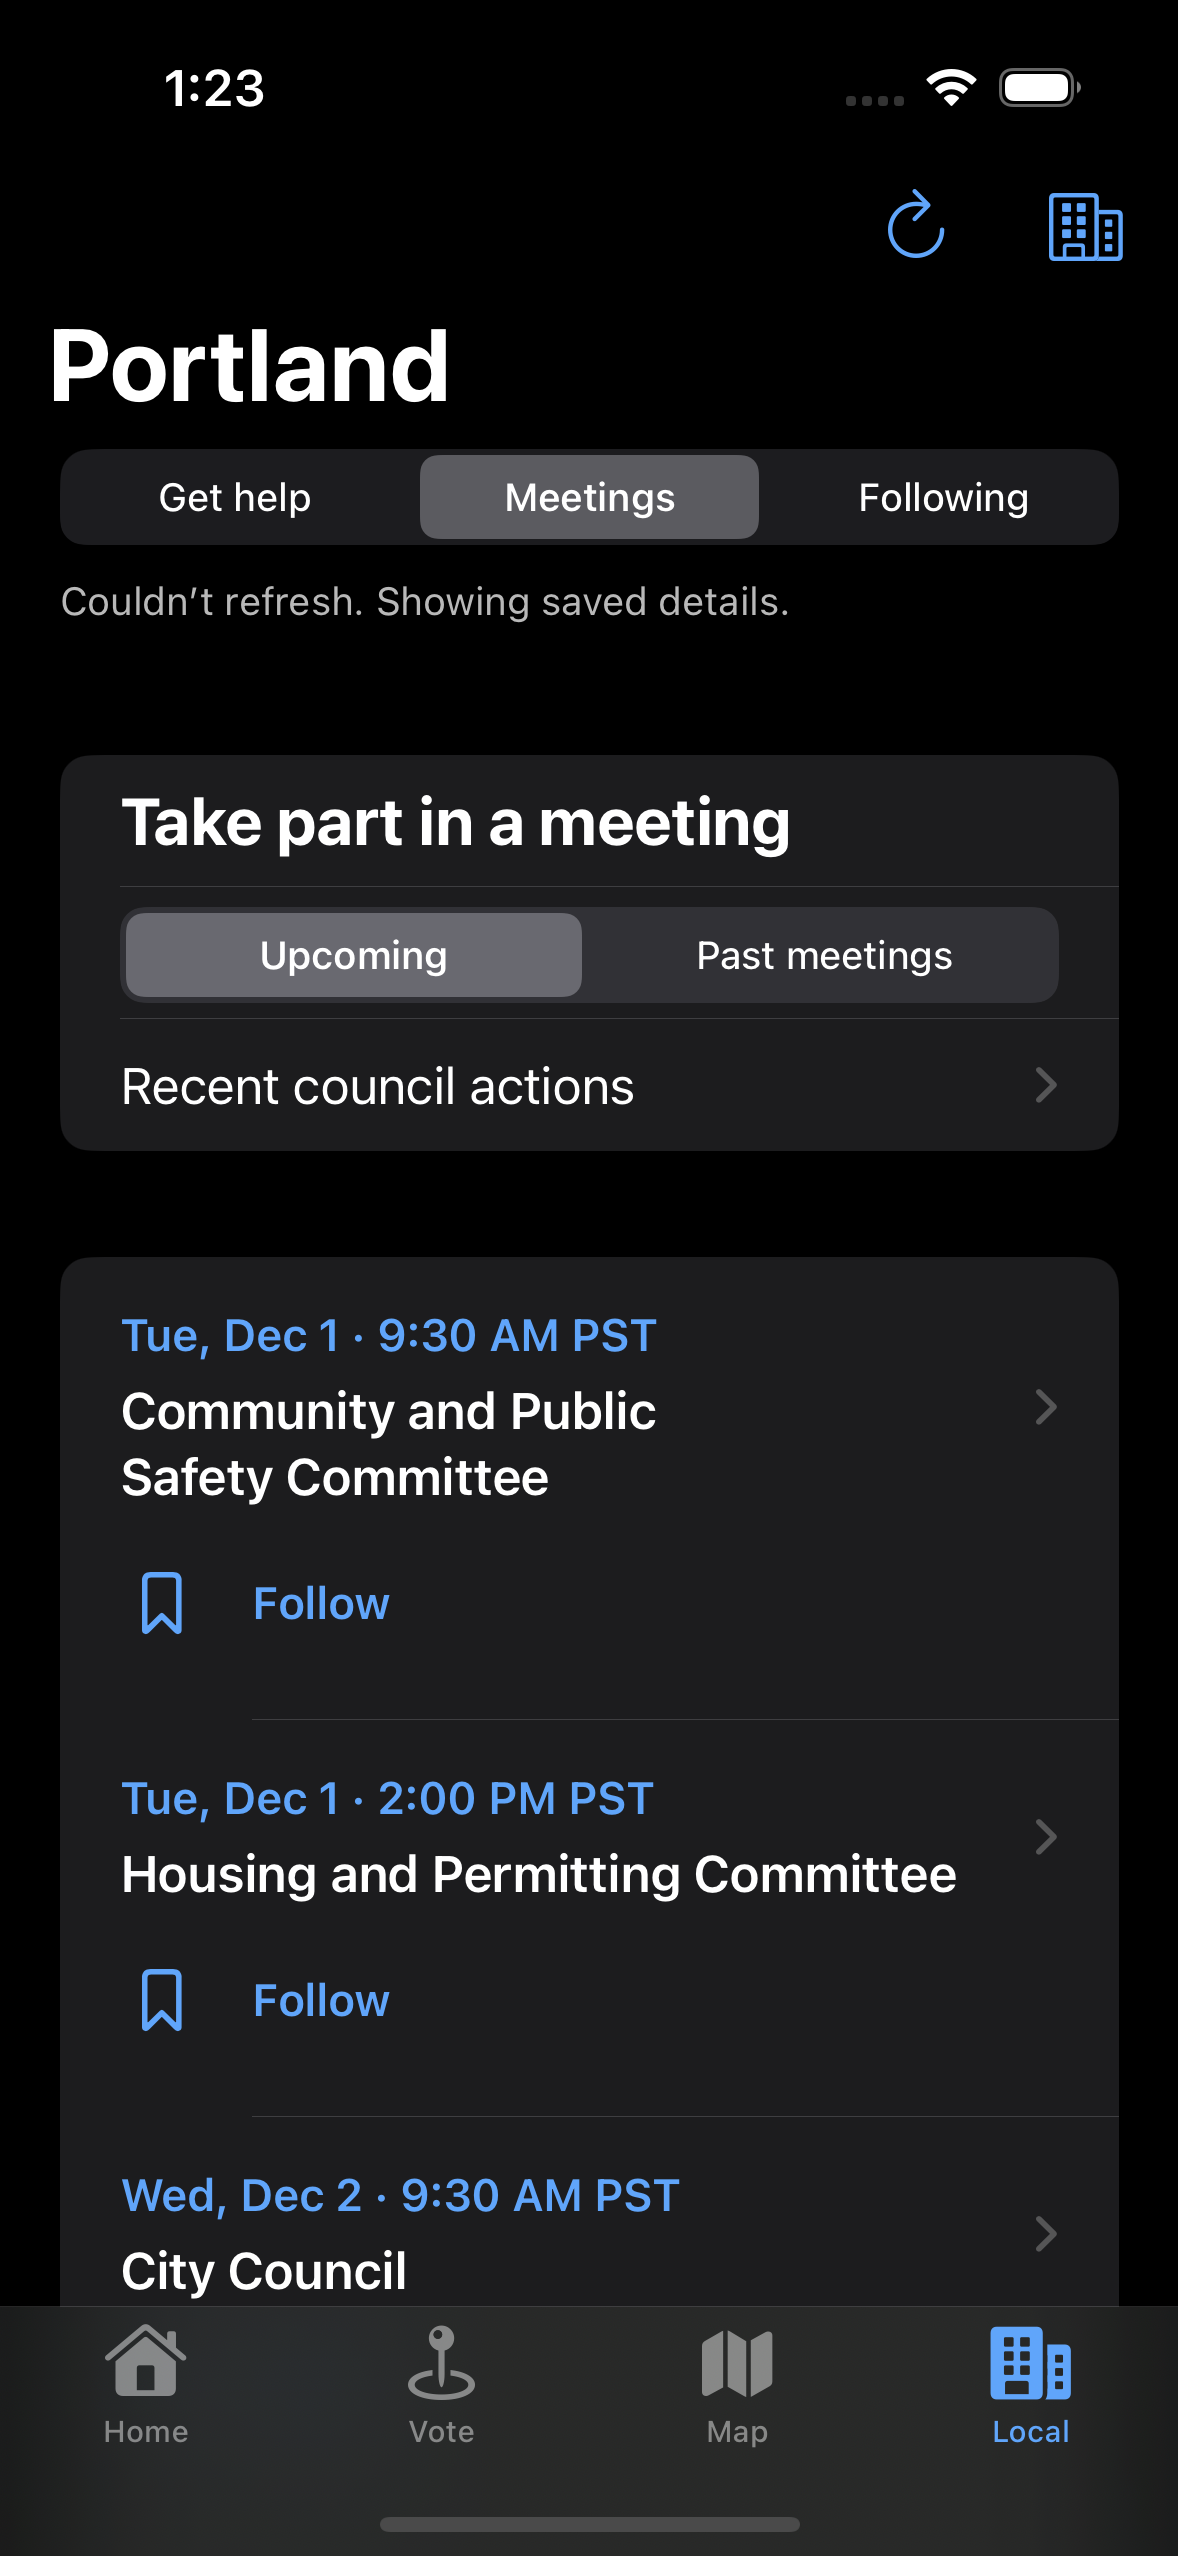 1:23
Portland
Get help
Meetings
Following
Couldn’t refresh. Showing saved details.
Take part in a meeting
Upcoming
Past meetings
Recent council actions
Tue, Dec 1 · 9:30 AM PST
Community and Public
Safety Committee
Follow
Tue, Dec 1 · 2:00 PM PST
Housing and Permitting Committee
Follow
Wed, Dec 2 · 9:30 AM PST
City Council
Home
Vote
Map
Local